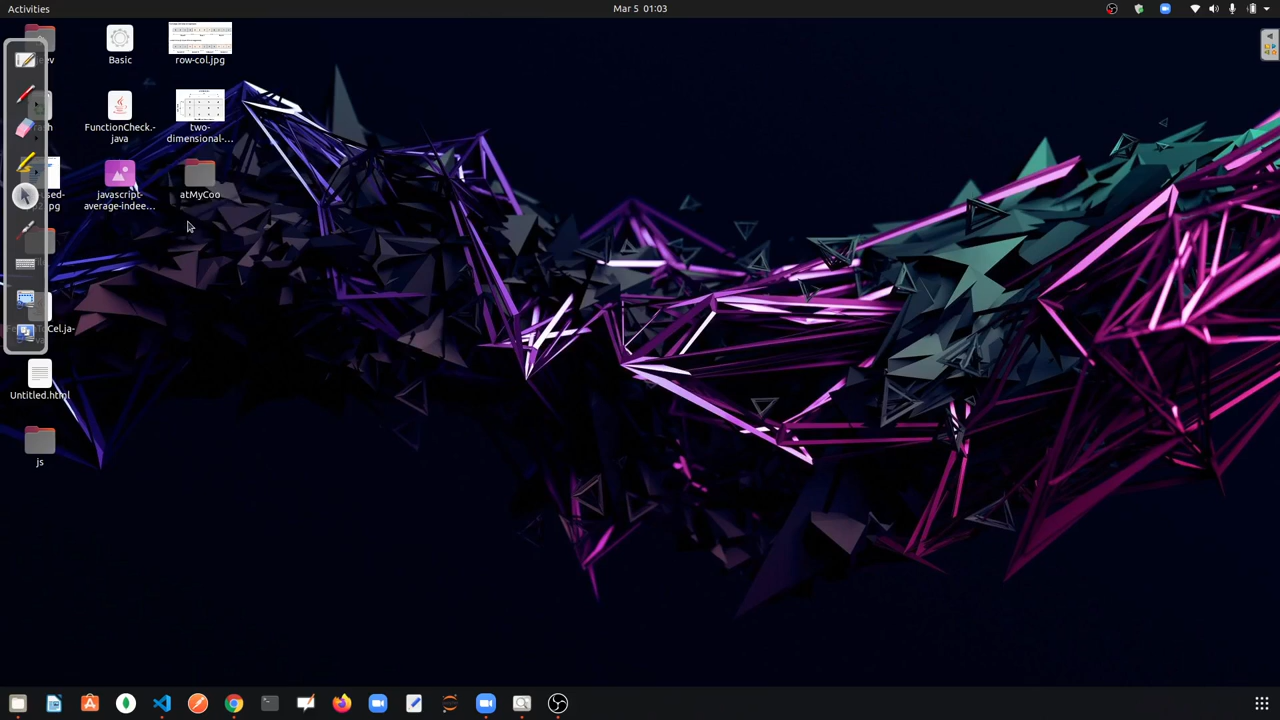 Activities
Mar 5  01:03
Basic
row-col.jpg
FunctionCheck.-
java
two-
dimensional-...
javascript-
average-indee...
atMyCoo
Untitled.html
js